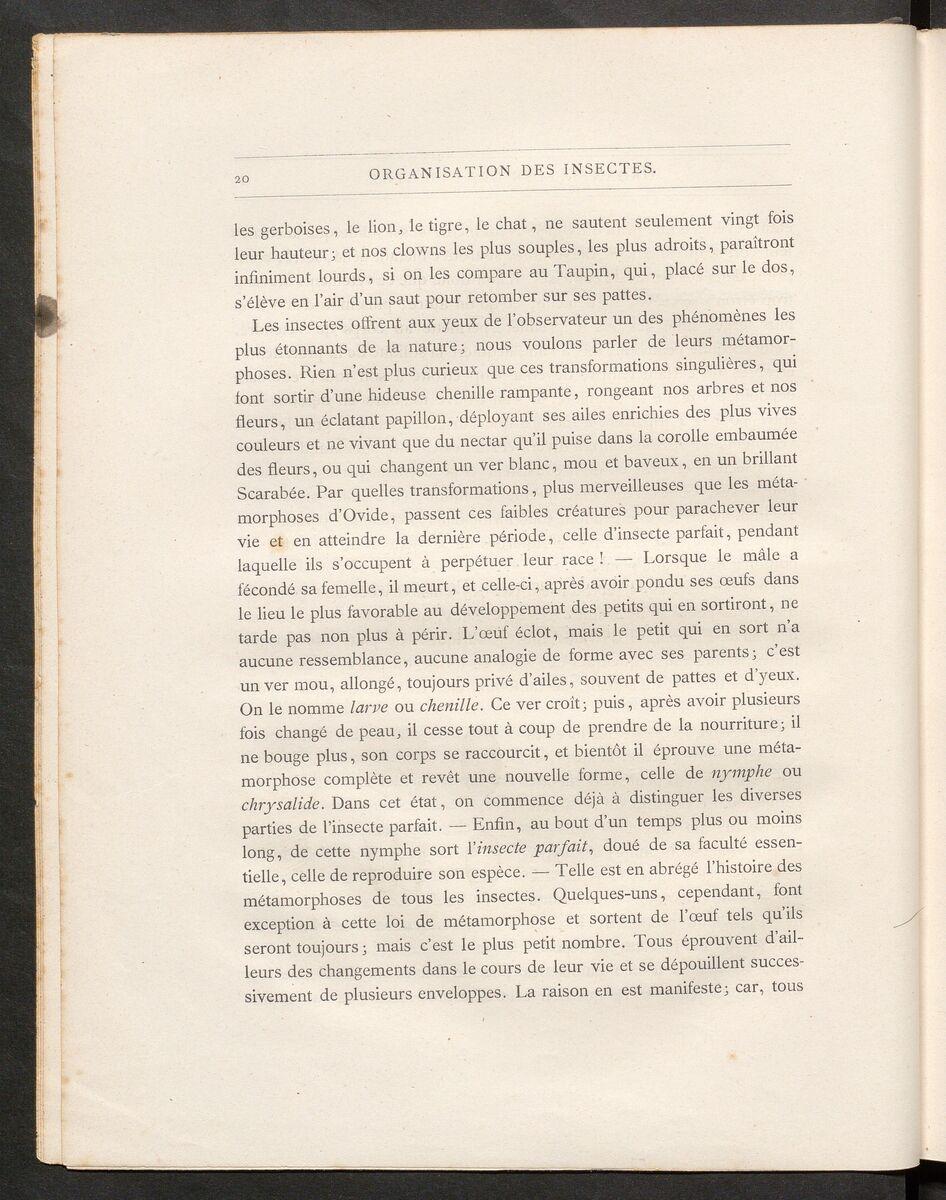 20
ORGANISATION DES INSECTES.
les gerboises, le lion, le tigre, le chat, ne sautent seulement vingt fois
leur hauteur; et nos clowns les plus souples, les plus adroits, paraîtront
infiniment lourds, si on les compare au Taupin, qui, placé sur le dos,
s'élève en l'air d'un saut pour retomber sur ses pattes.
Les insectes offrent aux yeux de l'observateur un des phénomènes les
plus étonnants de la nature; nous voulons parler de leurs métamor-
phoses. Rien n'est plus curieux que ces transformations singulières, qui
font sortir d'une hideuse chenille rampante, rongeant nos arbres et nos
fleurs, un éclatant papillon, déployant ses ailes enrichies des plus vives
couleurs et ne vivant que du nectar qu'il puise dans la corolle embaumée
des fleurs, ou qui changent un ver blanc, mou et baveux, en un brillant
Scarabée. Par quelles transformations, plus merveilleuses que les méta-
morphoses d'Ovide, passent ces faibles créatures pour parachever leur
vie et en atteindre la dernière période, celle d'insecte parfait, pendant
laquelle ils s'occupent à perpétuer leur race ! — Lorsque le mâle a
fécondé sa femelle, il meurt, et celle-ci, après avoir pondu ses œufs dans
le lieu le plus favorable au développement des petits qui en sortiront, ne
tarde pas non plus à périr. L'œuf éclot, mais le petit qui en sort n'a
aucune ressemblance, aucune analogie de forme avec ses parents; c'est
un ver mou, allongé, toujours privé d'ailes, souvent de pattes et d'yeux.
On le nomme larve ou chenille. Ce ver croît; puis, après avoir plusieurs
fois changé de peau, il cesse tout à coup de prendre de la nourriture; il
ne bouge plus, son corps se raccourcit, et bientôt il éprouve une méta-
morphose complète et revêt une nouvelle forme, celle de nymphe ou
chrysalide. Dans cet état, on commence déjà à distinguer les diverses
parties de l'insecte parfait. — Enfin, au bout d'un temps plus ou moins
long, de cette nymphe sort l'insecte parfait, doué de sa faculté essen-
tielle, celle de reproduire son espèce. — Telle est en abrégé l'histoire des
métamorphoses de tous les insectes. Quelques-uns, cependant, font
exception à cette loi de métamorphose et sortent de l'œuf tels qu'ils
seront toujours; mais c'est le plus petit nombre. Tous éprouvent d'ail-
leurs des changements dans le cours de leur vie et se dépouillent succes-
sivement de plusieurs enveloppes. La raison en est manifeste; car, tous